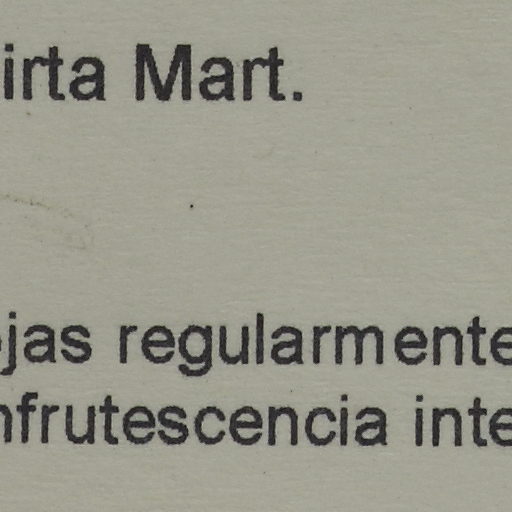 irta Mart.
ejas regularmente
nfrutescencia inte